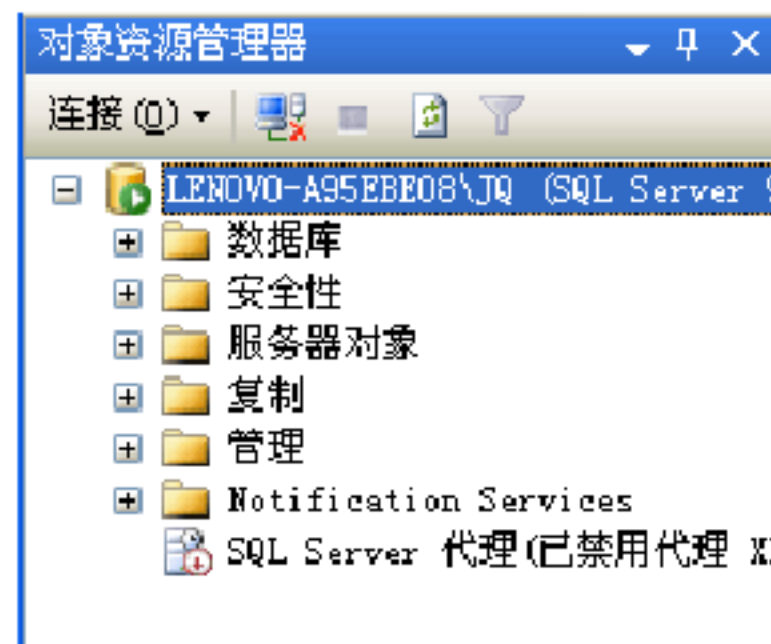 对象资源管理器
连接(O)
LENOVO-A95EBE08\JQ (SQL Server
数据库
安全性
服务器对象
复制
管理
Notification Services
SQL Server 代理(已禁用代理 X